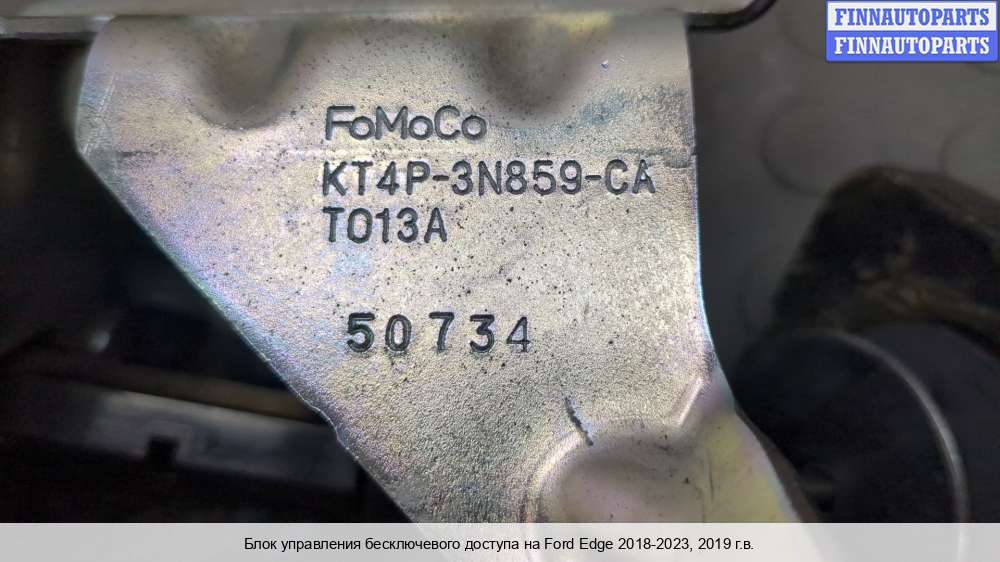 FINNAUTOPARTS
FINNAUTOPARTS
FoMoCo
KT4P-3N859-CA
T013A
50734
Блок управления бесключевого доступа на Ford Edge 2018-2023, 2019 г.в.